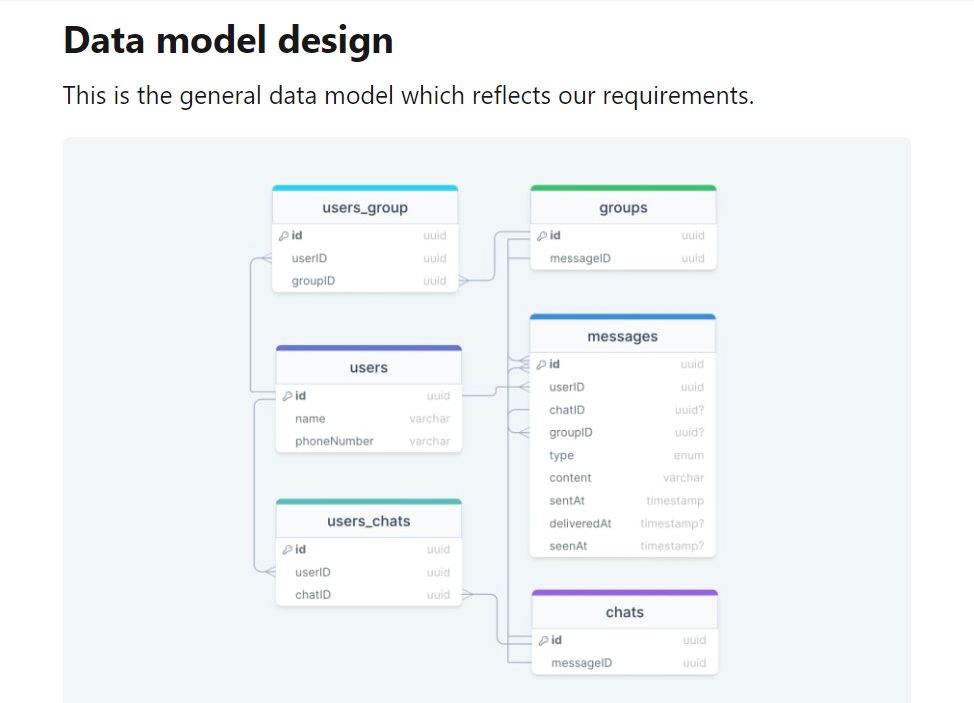 Data model design
This is the general data model which reflects our requirements.
users_group
id uuid
userID uuid
groupID uuid
groups
id uuid
messageID uuid
users
id uuid
name varchar
phoneNumber varchar
messages
id uuid
userID uuid
chatID uuid?
groupID uuid?
type enum
content varchar
sentAt timestamp
deliveredAt timestamp?
seenAt timestamp?
users_chats
id uuid
userID uuid
chatID uuid
chats
id uuid
messageID uuid